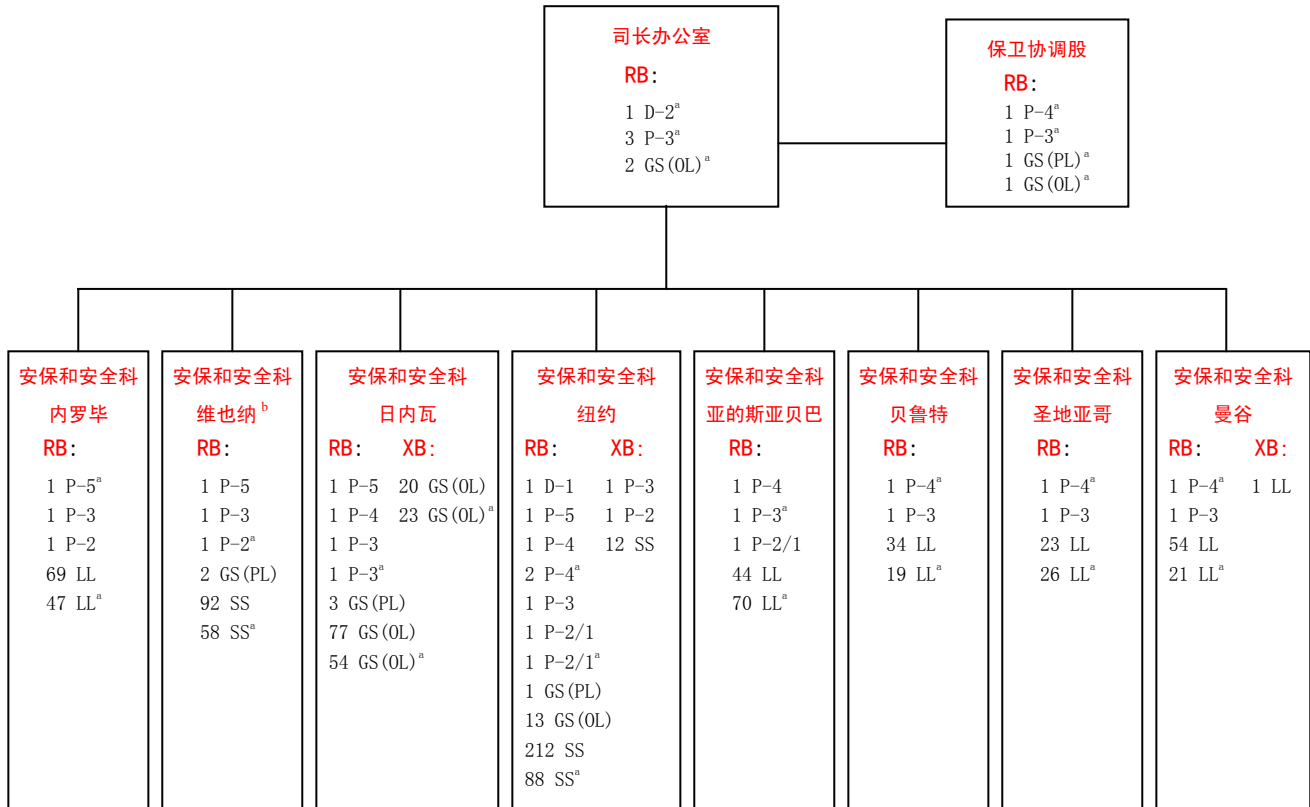 司长办公室
RB:
1 D-2ᵃ
3 P-3ᵃ
2 GS(OL)ᵃ
保卫协调股
RB:
1 P-4ᵃ
1 P-3ᵃ
1 GS(PL)ᵃ
1 GS(OL)ᵃ
安保和安全科
内罗毕
RB:
1 P-5ᵃ
1 P-3
1 P-2
69 LL
47 LLᵃ
安保和安全科
维也纳ᵇ
RB:
1 P-5
1 P-3
1 P-2ᵃ
2 GS(PL)
92 SS
58 SSᵃ
安保和安全科
日内瓦
RB: XB:
1 P-5 20 GS(OL)
1 P-4 23 GS(OL)ᵃ
1 P-3
1 P-3ᵃ
3 GS(PL)
77 GS(OL)
54 GS(OL)ᵃ
安保和安全科
纽约
RB: XB:
1 D-1 1 P-3
1 P-5 1 P-2
1 P-4 12 SS
2 P-4ᵃ
1 P-3
1 P-2/1
1 P-2/1ᵃ
1 GS(PL)
13 GS(OL)
212 SS
88 SSᵃ
安保和安全科
亚的斯亚贝巴
RB:
1 P-4
1 P-3ᵃ
1 P-2/1
44 LL
70 LLᵃ
安保和安全科
贝鲁特
RB:
1 P-4ᵃ
1 P-3
34 LL
19 LLᵃ
安保和安全科
圣地亚哥
RB:
1 P-4ᵃ
1 P-3
23 LL
26 LLᵃ
安保和安全科
曼谷
RB: XB:
1 P-4ᵃ 1 LL
1 P-3
54 LL
21 LLᵃ